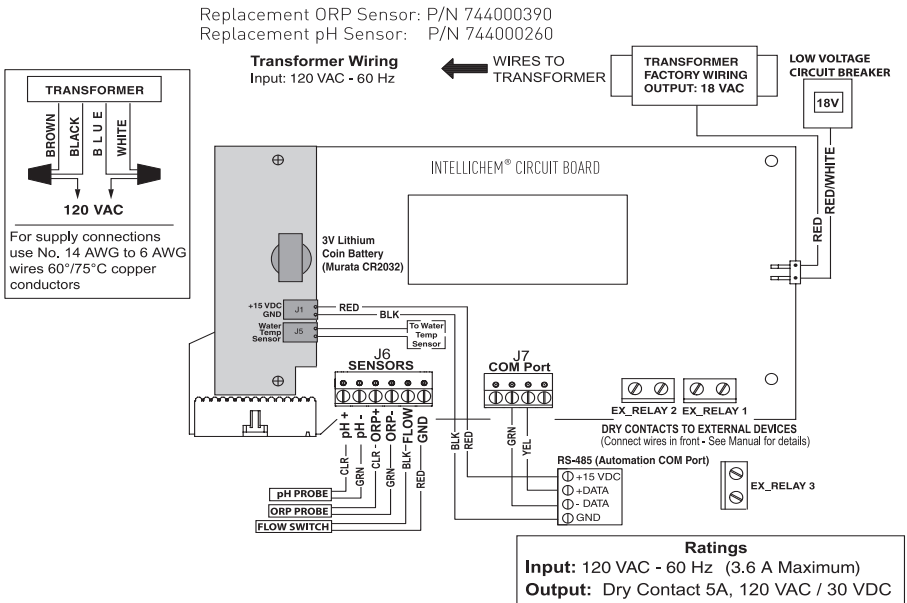 Replacement ORP Sensor: P/N 744000390
Replacement pH Sensor: P/N 744000260
Transformer Wiring
Input: 120 VAC - 60 Hz
WIRES TO
TRANSFORMER
TRANSFORMER
FACTORY WIRING
OUTPUT: 18 VAC
LOW VOLTAGE
CIRCUIT BREAKER
18V
RED
RED/WHITE
TRANSFORMER
BROWN
BLACK
BLUE
WHITE
120 VAC
For supply connections
use No. 14 AWG to 6 AWG
wires 60°/75°C copper
conductors
INTELLICHEM® CIRCUIT BOARD
3V Lithium
Coin Battery
(Murata CR2032)
+15 VDC
GND
J1
RED
BLK
Water
Temp
Sensor
J5
To Water
Temp
Sensor
J6
SENSORS
pH +
pH -
ORP+
ORP-
FLOW
GND
CLR
GRN
CLR
GRN
BLK
RED
pH PROBE
ORP PROBE
FLOW SWITCH
J7
COM Port
BLK
RED
GRN
YEL
EX_RELAY 2
EX_RELAY 1
DRY CONTACTS TO EXTERNAL DEVICES
(Connect wires in front - See Manual for details)
RS-485 (Automation COM Port)
+15 VDC
+DATA
- DATA
GND
EX_RELAY 3
Ratings
Input: 120 VAC - 60 Hz (3.6 A Maximum)
Output: Dry Contact 5A, 120 VAC / 30 VDC